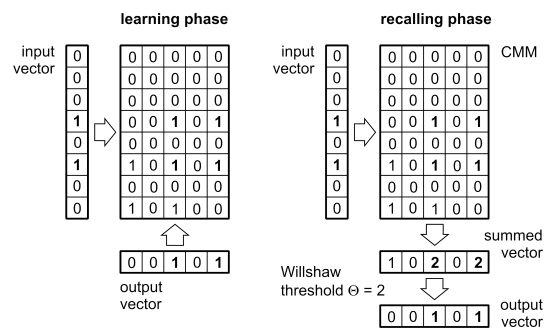 learning phase
input vector
0
0
0
1
0
1
0
0
0 0 0 0 0
0 0 0 0 0
0 0 0 0 0
0 0 1 0 1
0 0 0 0 0
1 0 1 0 1
0 0 0 0 0
1 0 1 0 0
0 0 1 0 1
output vector
recalling phase
input vector
0
0
0
1
0
1
0
0
0 0 0 0 0
0 0 0 0 0
0 0 0 0 0
0 0 1 0 1
0 0 0 0 0
1 0 1 0 1
0 0 0 0 0
1 0 1 0 0
CMM
1 0 2 0 2
summed vector
Willshaw
threshold Θ = 2
0 0 1 0 1
output vector